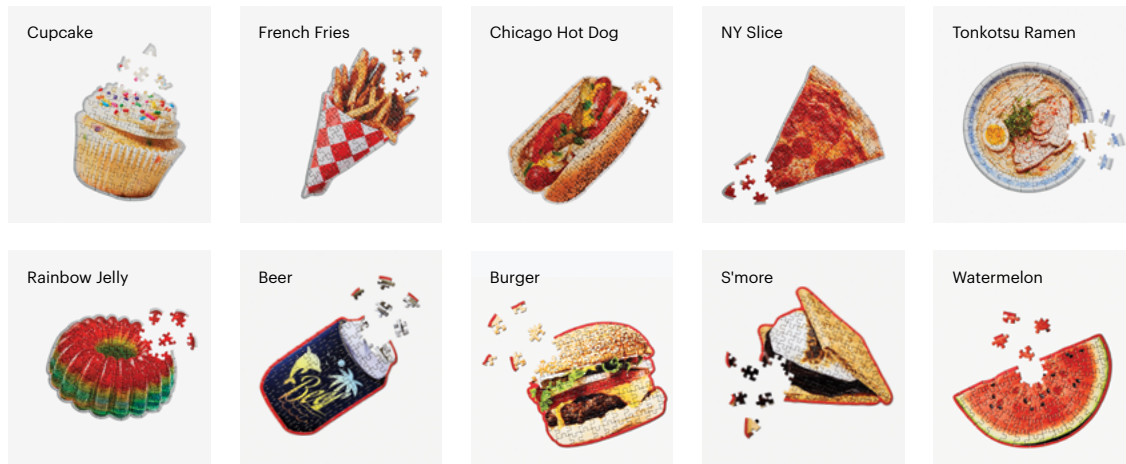 Cupcake
French Fries
Chicago Hot Dog
NY Slice
Tonkotsu Ramen
Rainbow Jelly
Beer
Burger
S'more
Watermelon